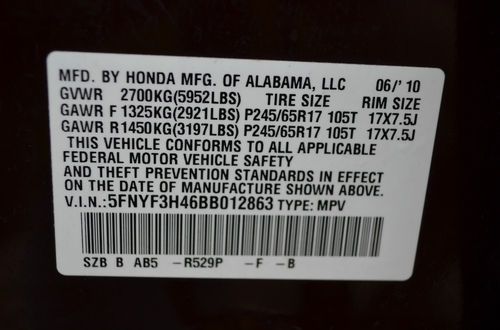 MFD. BY HONDA MFG. OF ALABAMA, LLC 06/'10
GVWR 2700KG(5952LBS) TIRE SIZE RIM SIZE
GAWR F 1325KG(2921LBS) P245/65R17 105T 17X7.5J
GAWR R1450KG(3197LBS) P245/65R17 105T 17X7.5J
THIS VEHICLE CONFORMS TO ALL APPLICABLE
FEDERAL MOTOR VEHICLE SAFETY
AND THEFT PREVENTION STANDARDS IN EFFECT
ON THE DATE OF MANUFACTURE SHOWN ABOVE.
V.I.N.:5FNYF3H46BB012863 TYPE: MPV
SZB B AB5 -R529P -F -B